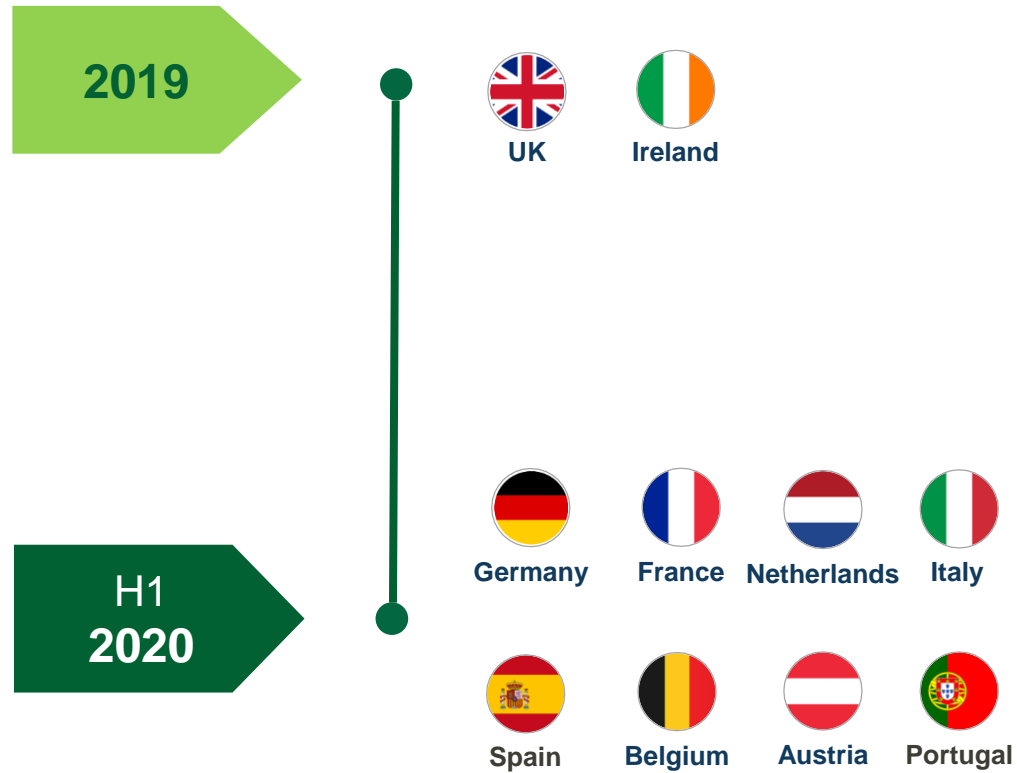 2019
UK Ireland
Germany France Netherlands Italy
H1
2020
Spain Belgium Austria Portugal